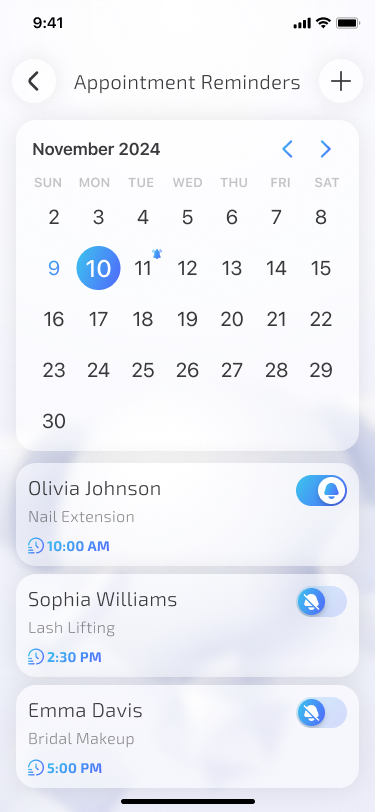 9:41
Appointment Reminders
November 2024
SUN MON TUE WED THU FRI SAT
2 3 4 5 6 7 8
9 10 11 12 13 14 15
16 17 18 19 20 21 22
23 24 25 26 27 28 29
30
Olivia Johnson
Nail Extension
10:00 AM
Sophia Williams
Lash Lifting
2:30 PM
Emma Davis
Bridal Makeup
5:00 PM